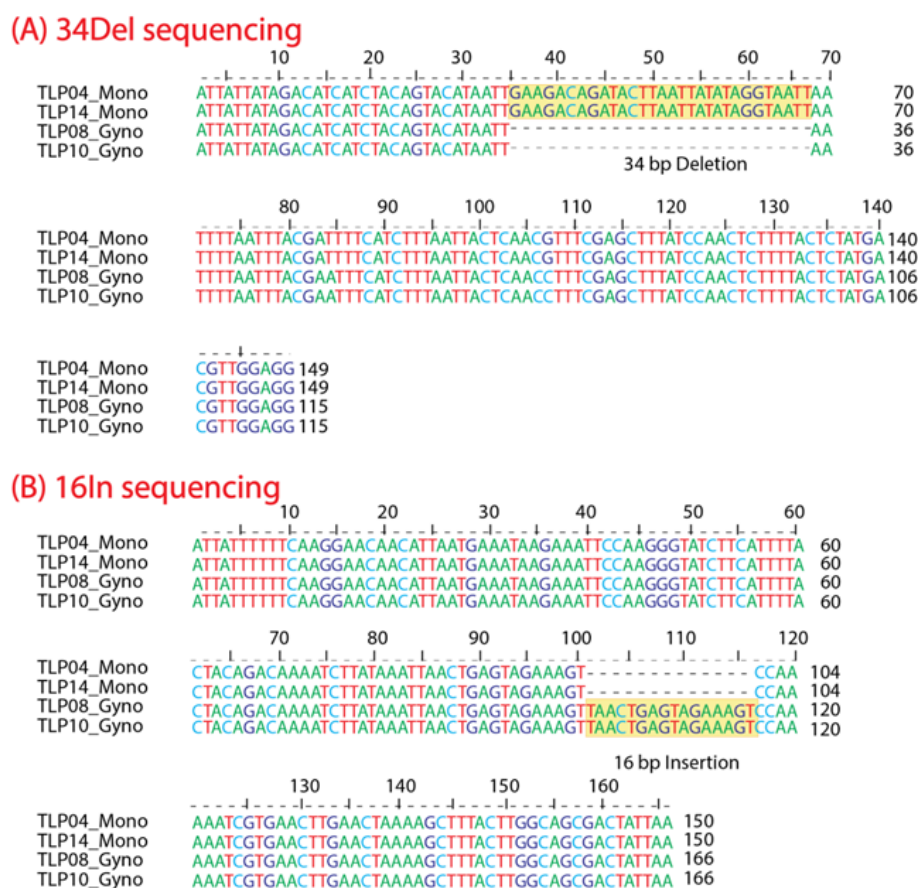 (A) 34Del sequencing
10 20 30 40 50 60 70
TLP04_Mono ATTATTATAGACATCATCTACAGTACATAATTGAAGACAGATACTTAATTATATAGGTAATTAA 70
TLP14_Mono ATTATTATAGACATCATCTACAGTACATAATTGAAGACAGATACTTAATTATATAGGTAATTAA 70
TLP08_Gyno ATTATTATAGACATCATCTACAGTACATAATT----------------------------------AA 36
TLP10_Gyno ATTATTATAGACATCATCTACAGTACATAATT----------------------------------AA 36
34 bp Deletion
80 90 100 110 120 130 140
TLP04_Mono TTTTAATTTACGATTTTCATCTTTAATTACTCAACGTTTCGAGCTTTATCCAACTCTTTTACTCTATGA 140
TLP14_Mono TTTTAATTTACGATTTTCATCTTTAATTACTCAACGTTTCGAGCTTTATCCAACTCTTTTACTCTATGA 140
TLP08_Gyno TTTTAATTTACGAATTTCATCTTTAATTACTCAACCTTTCGAGCTTTATCCAACTCTTTTACTCTATGA 106
TLP10_Gyno TTTTAATTTACGAATTTCATCTTTAATTACTCAACCTTTCGAGCTTTATCCAACTCTTTTACTCTATGA 106
TLP04_Mono CGTTGGAGG 149
TLP14_Mono CGTTGGAGG 149
TLP08_Gyno CGTTGGAGG 115
TLP10_Gyno CGTTGGAGG 115
(B) 16In sequencing
10 20 30 40 50 60
TLP04_Mono ATTATTTTTTCAAGGAACAACATTAATGAAATAAGAAATTCCAAGGGTATCTTCATTTTA 60
TLP14_Mono ATTATTTTTTCAAGGAACAACATTAATGAAATAAGAAATTCCAAGGGTATCTTCATTTTA 60
TLP08_Gyno ATTATTTTTTCAAGGAACAACATTAATGAAATAAGAAATTCCAAGGGTATCTTCATTTTA 60
TLP10_Gyno ATTATTTTTTCAAGGAACAACATTAATGAAATAAGAAATTCCAAGGGTATCTTCATTTTA 60
70 80 90 100 110 120
TLP04_Mono CTACAGACAAAATCTTATAAATTAACTGAGTAGAAAGT----------------CCAA 104
TLP14_Mono CTACAGACAAAATCTTATAAATTAACTGAGTAGAAAGT----------------CCAA 104
TLP08_Gyno CTACAGACAAAATCTTATAAATTAACTGAGTAGAAAGTTAACTGAGTAGAAAGTCCAA 120
TLP10_Gyno CTACAGACAAAATCTTATAAATTAACTGAGTAGAAAGTTAACTGAGTAGAAAGTCCAA 120
16 bp Insertion
130 140 150 160
TLP04_Mono AAATCGTGAACTTGAACTAAAAGCTTTACTTGGCAGCGACTATTAA 150
TLP14_Mono AAATCGTGAACTTGAACTAAAAGCTTTACTTGGCAGCGACTATTAA 150
TLP08_Gyno AAATCGTGAACTTGAACTAAAAGCTTTACTTGGCAGCGACTATTAA 166
TLP10_Gyno AAATCGTGAACTTGAACTAAAAGCTTTACTTGGCAGCGACTATTAA 166